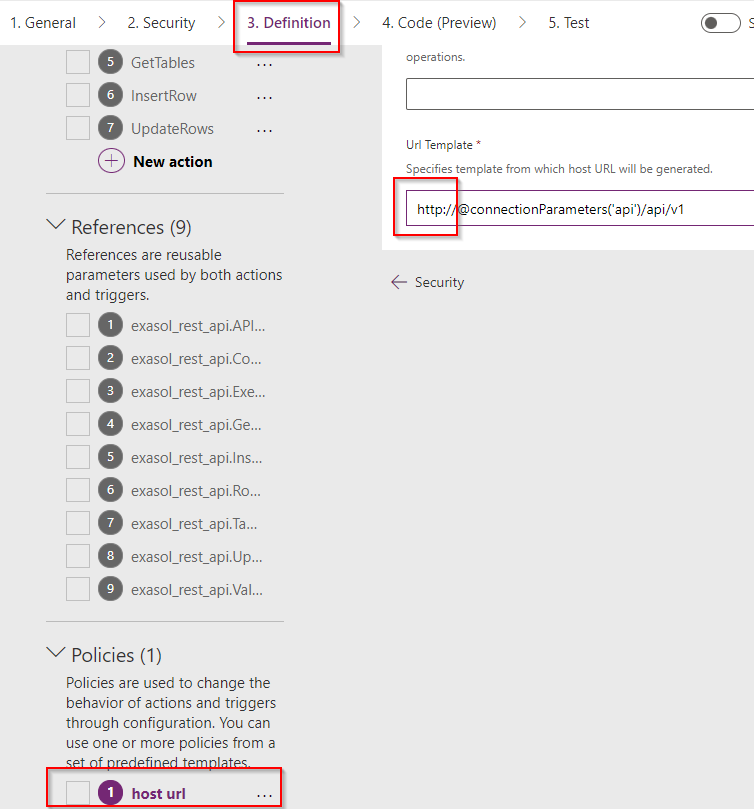 1. General > 2. Security > 3. Definition > 4. Code (Preview) > 5. Test S
5 GetTables ...
6 InsertRow ...
7 UpdateRows ...
New action
References (9)
References are reusable
parameters used by both actions
and triggers.
1 exasol_rest_api.API...
2 exasol_rest_api.Co...
3 exasol_rest_api.Exe...
4 exasol_rest_api.Ge...
5 exasol_rest_api.Ins...
6 exasol_rest_api.Ro...
7 exasol_rest_api.Ta...
8 exasol_rest_api.Up...
9 exasol_rest_api.Val...
Policies (1)
Policies are used to change the
behavior of actions and triggers
through configuration. You can
use one or more policies from a
set of predefined templates.
1 host url ...
operations.
Url Template *
Specifies template from which host URL will be generated.
http://@connectionParameters('api')/api/v1
Security